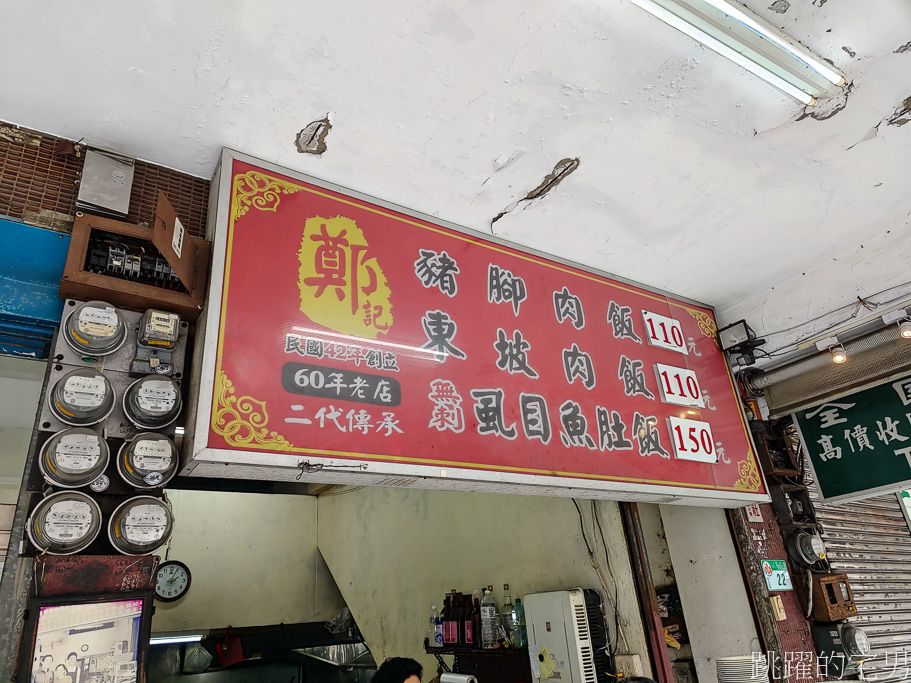 鄭記
民國42年創立
60年老店
二代傳承
豬腳肉飯 110元
東坡肉飯 110元
無刺虱目魚肚飯 150元
全國
高價收
22
跳躍的宅男